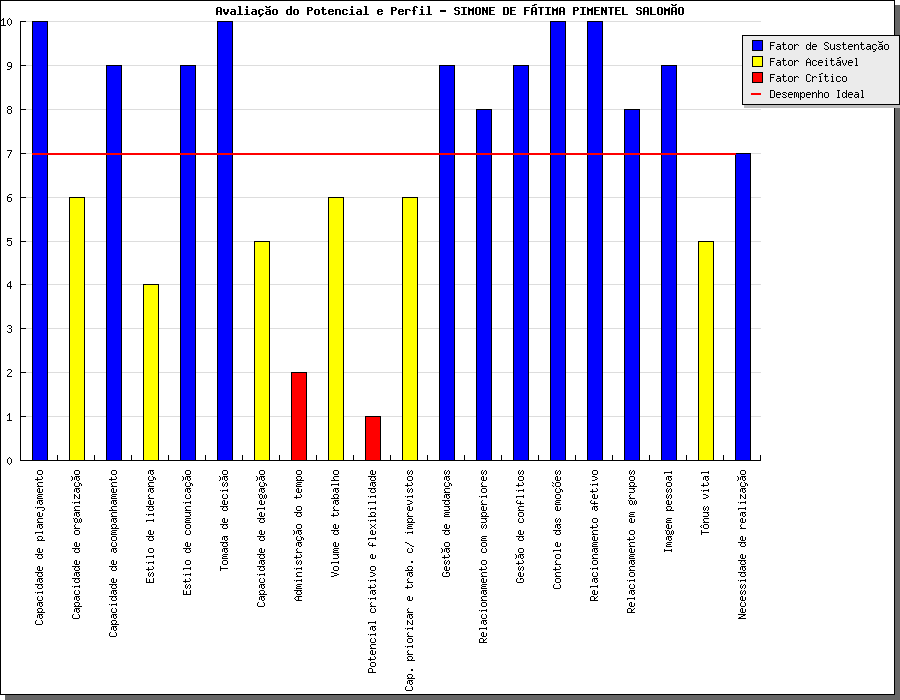 Avaliação do Potencial e Perfil - SIMONE DE FÁTIMA PIMENTEL SALOMÃO
Fator de Sustentação
Fator Aceitável
Fator Crítico
Desempenho Ideal
10
9
8
7
6
5
4
3
2
1
0
Capacidade de planejamento
Capacidade de organização
Capacidade de acompanhamento
Estilo de liderança
Estilo de comunicação
Tomada de decisão
Capacidade de delegação
Administração do tempo
Volume de trabalho
Potencial criativo e flexibilidade
Cap. priorizar e trab. c/ imprevistos
Gestão de mudanças
Relacionamento com superiores
Gestão de conflitos
Controle das emoções
Relacionamento afetivo
Relacionamento em grupos
Imagem pessoal
Tônus vital
Necessidade de realização